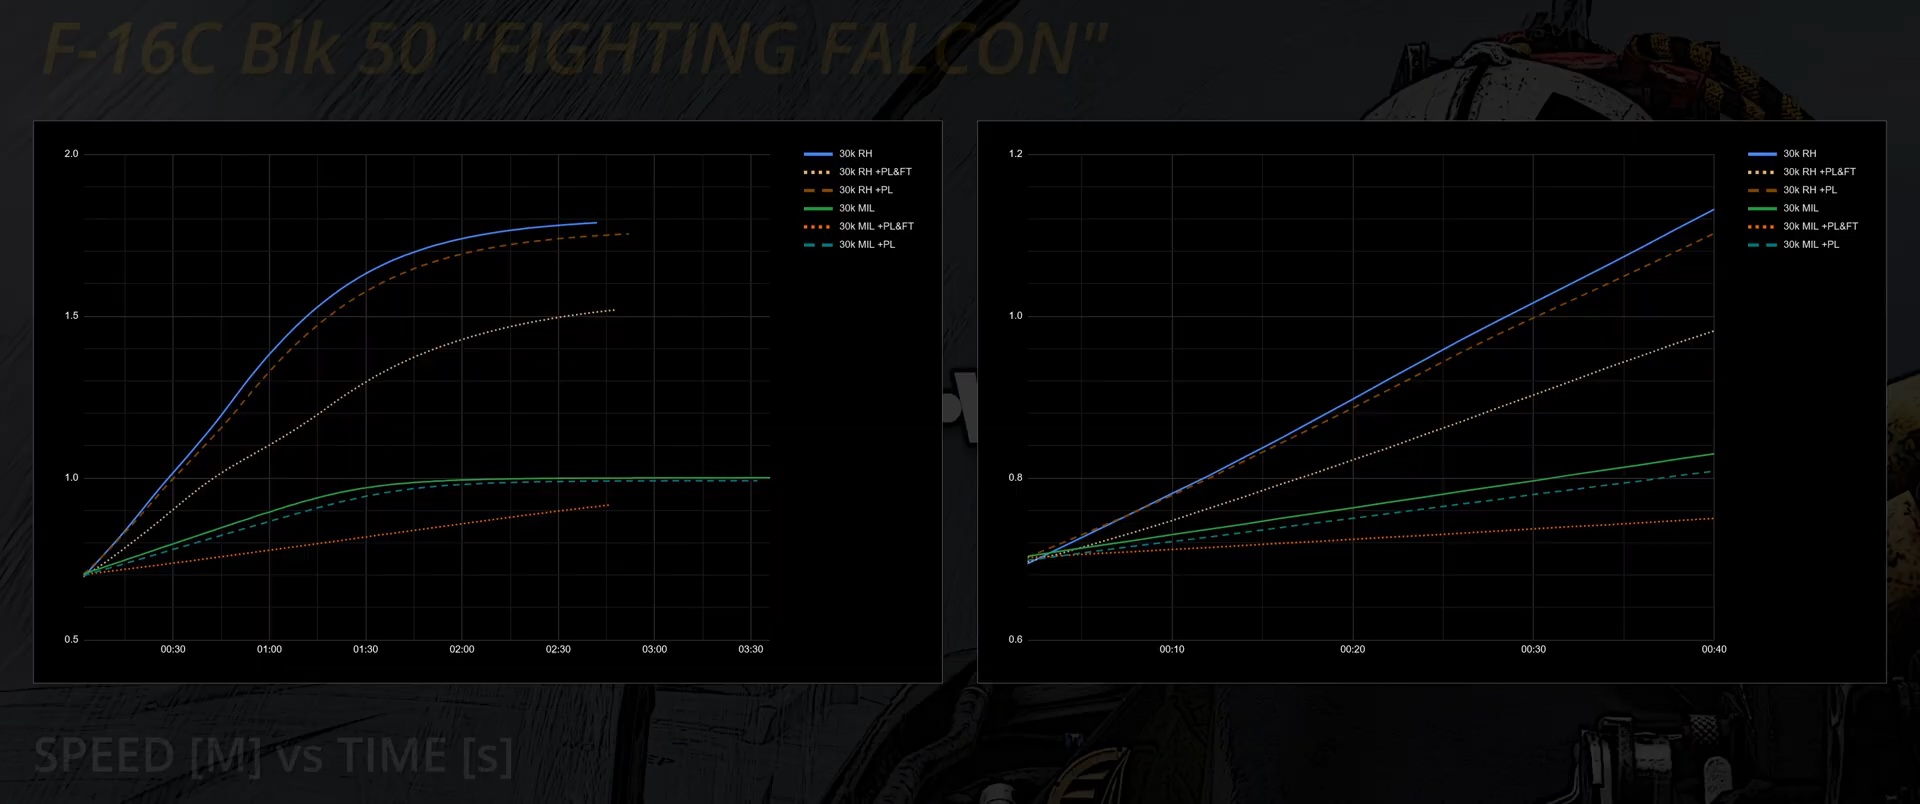 F-16C Blk 50 "FIGHTING FALCON"
2.0
1.5
1.0
0.5
00:30 01:00 01:30 02:00 02:30 03:00 03:30
30k RH
30k RH +PL&FT
30k RH +PL
30k MIL
30k MIL +PL&FT
30k MIL +PL
1.2
1.0
0.8
0.6
00:10 00:20 00:30 00:40
30k RH
30k RH +PL&FT
30k RH +PL
30k MIL
30k MIL +PL&FT
30k MIL +PL
SPEED [M] vs TIME [s]